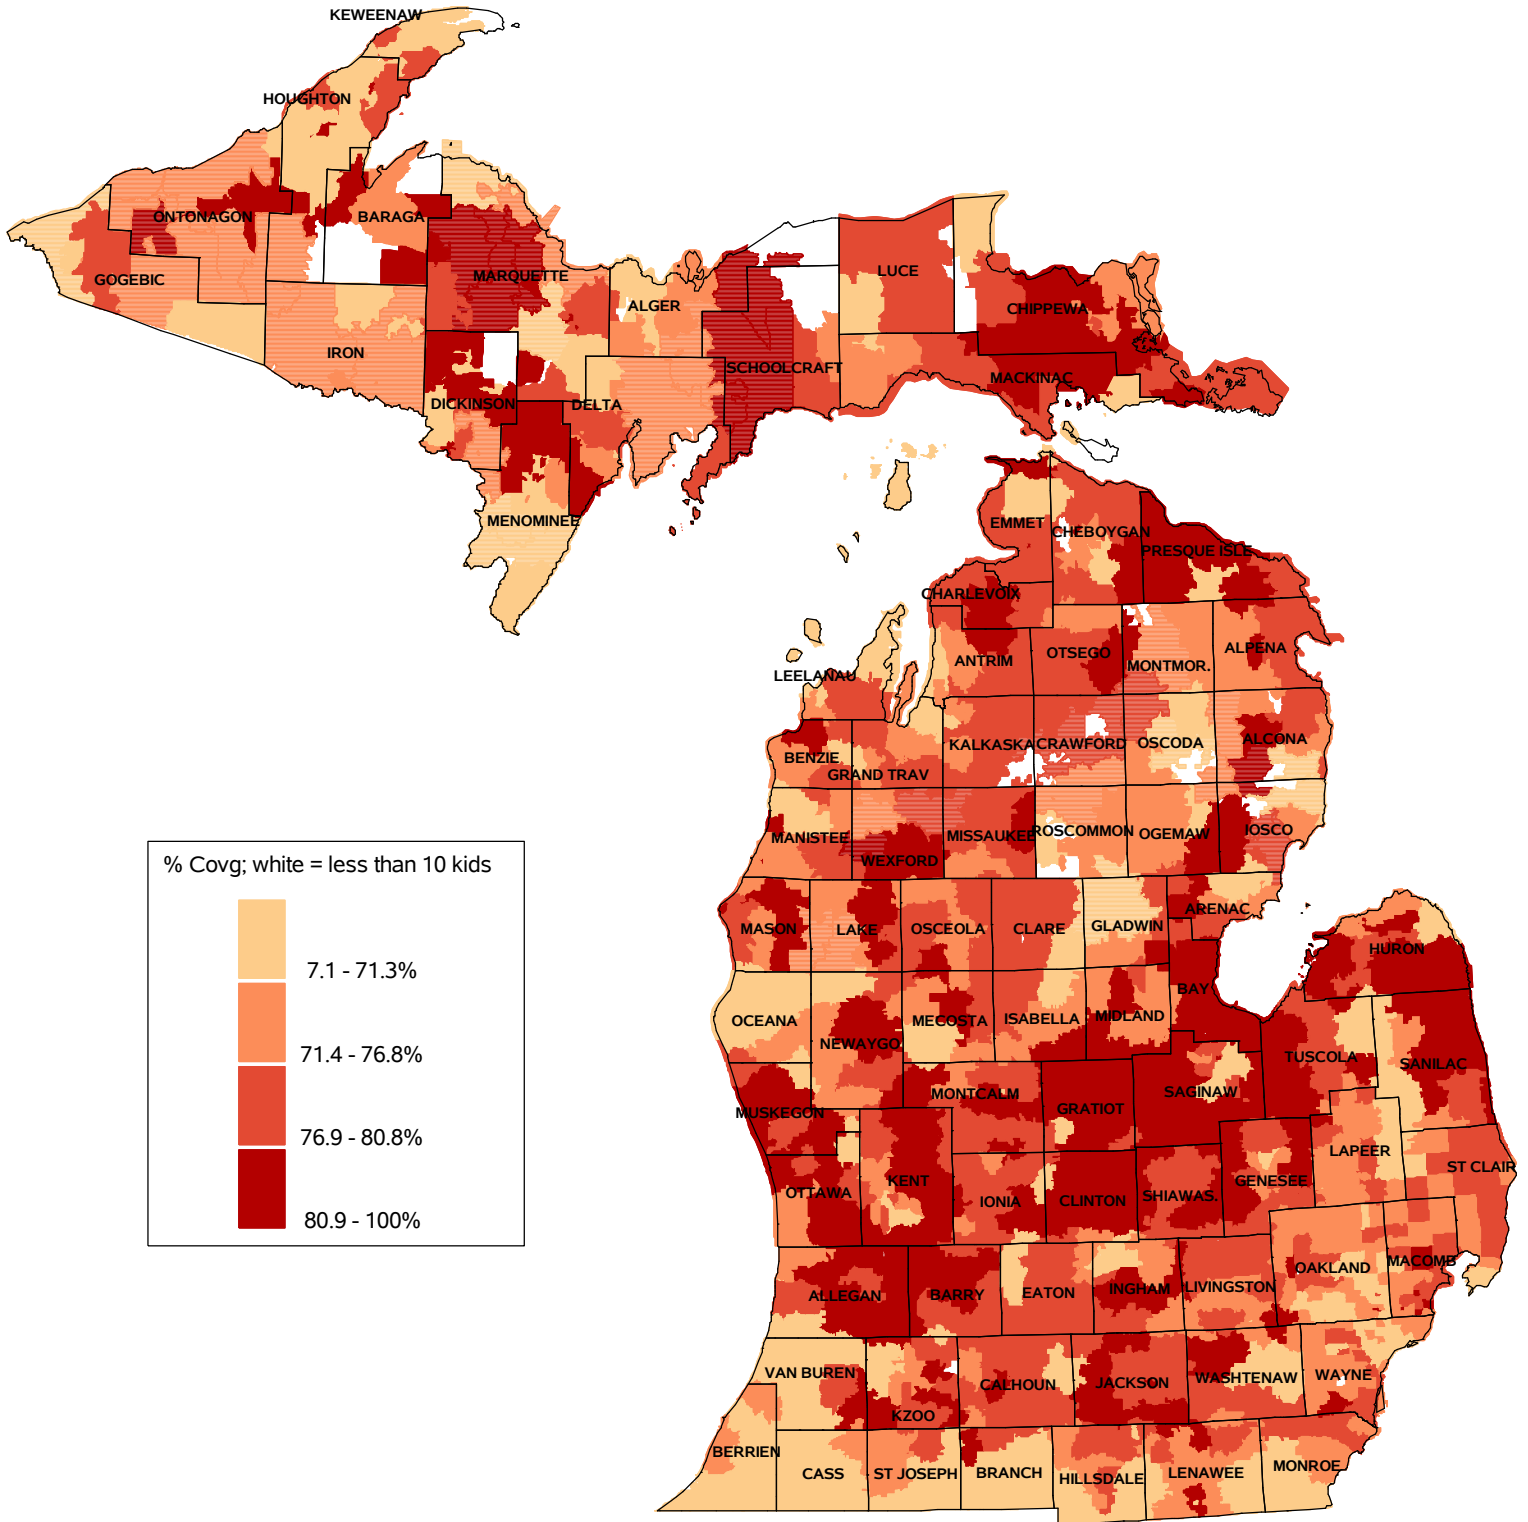 KEWEENAW
HOUGHTON
ONTONAGON
BARAGA
GOGEBIC
MARQUETTE
LUCE
ALGER
CHIPPEWA
IRON
SCHOOLCRAFT
MACKINAC
DICKINSON
DELTA
MENOMINEE
EMMET
CHEBOYGAN
PRESQUE ISLE
CHARLEVOIX
LEELANAU
ANTRIM
OTSEGO
MONTMOR.
ALPENA
BENZIE
GRAND TRAV
KALKASKA
CRAWFORD
OSCODA
ALCONA
MANISTEE
WEXFORD
MISSAUKEE
ROSCOMMON
OGEMAW
IOSCO
% Covg; white = less than 10 kids
7.1 - 71.3%
71.4 - 76.8%
76.9 - 80.8%
80.9 - 100%
MASON
LAKE
OSCEOLA
CLARE
GLADWIN
ARENAC
HURON
OCEANA
NEWAYGO
MECOSTA
ISABELLA
MIDLAND
BAY
TUSCOLA
SANILAC
MUSKEGON
MONTCALM
GRATIOT
SAGINAW
LAPEER
ST CLAIR
OTTAWA
KENT
IONIA
CLINTON
SHIAWAS.
GENESEE
ALLEGAN
BARRY
EATON
INGHAM
LIVINGSTON
OAKLAND
MACOMB
VAN BUREN
KZOO
CALHOUN
JACKSON
WASHTENAW
WAYNE
BERRIEN
CASS
ST JOSEPH
BRANCH
HILLSDALE
LENAWEE
MONROE